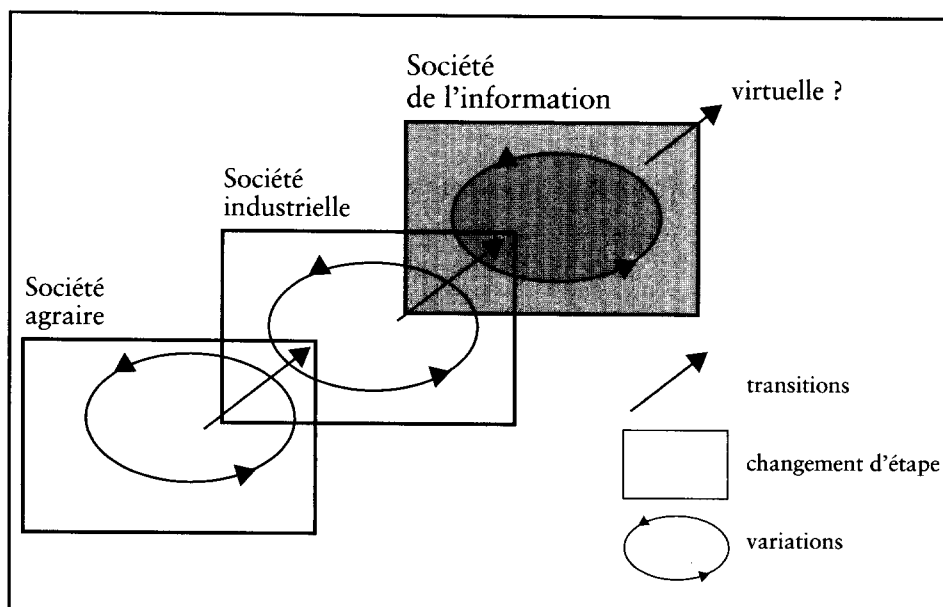 Société
de l'information
virtuelle ?
Société
industrielle
Société
agraire
transitions
changement d'étape
variations